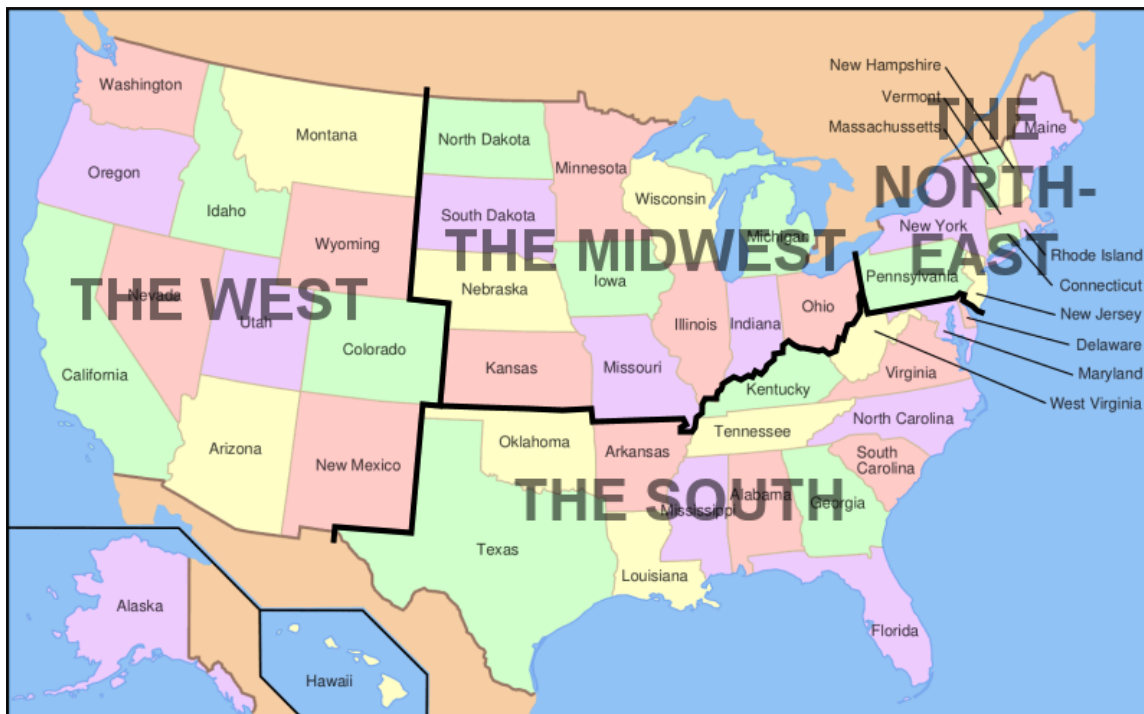 New Hampshire
Vermont
Massachussetts
THE
NORTH-
EAST
Maine
Washington
Montana
North Dakota
Minnesota
Oregon
Idaho
Wisconsin
South Dakota
Wyoming
THE MIDWEST
Michigan
New York
Rhode Island
Pennsylvania
Connecticut
THE WEST
Nevada
Utah
Nebraska
Iowa
Illinois
Indiana
Ohio
New Jersey
Delaware
Colorado
California
Kansas
Missouri
Kentucky
Virginia
Maryland
West Virginia
Arizona
New Mexico
Oklahoma
Arkansas
Tennessee
North Carolina
South
Carolina
THE SOUTH
Mississippi
Alabama
Georgia
Texas
Louisiana
Florida
Alaska
Hawaii